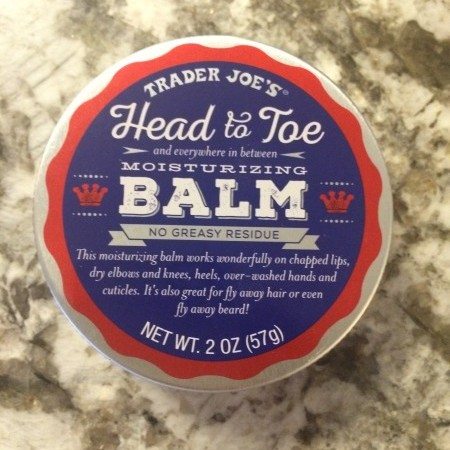 TRADER JOE'S®
Head to Toe
and everywhere in between
MOISTURIZING
BALM
NO GREASY RESIDUE
This moisturizing balm works wonderfully on chapped lips,
dry elbows and knees, heels, over-washed hands and
cuticles. It's also great for fly away hair or even
fly away beard!
NET WT. 2 OZ (57g)